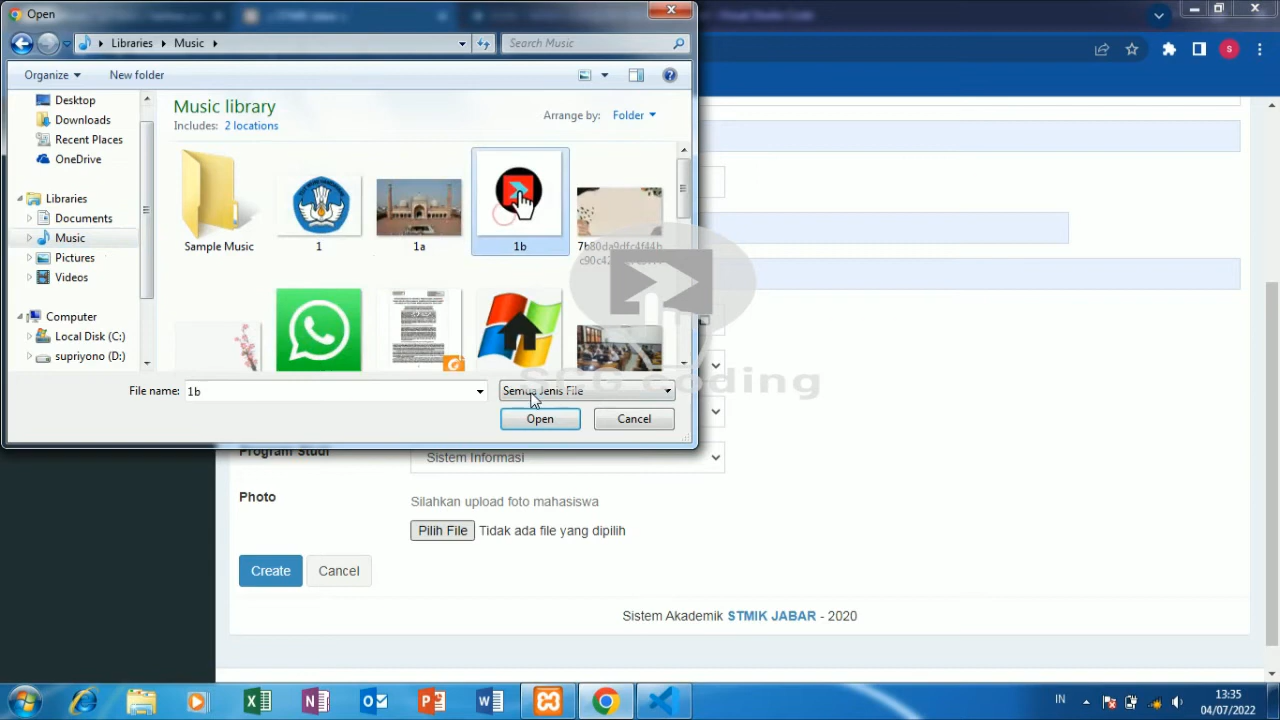 Open
Libraries ▸ Music ▸
Search Music
Organize
New folder
Desktop
Downloads
Recent Places
OneDrive
Libraries
Documents
Music
Pictures
Videos
Computer
Local Disk (C:)
supriyono (D:)
Music library
Includes: 2 locations
Arrange by: Folder
Sample Music
1
1a
1b
File name: 1b
Semua Jenis File
Open
Cancel
coding
Program Studi
Sistem Informasi
Photo
Silahkan upload foto mahasiswa
Pilih File Tidak ada file yang dipilih
Create
Cancel
Sistem Akademik STMIK JABAR - 2020
S
IN
13:35
04/07/2022